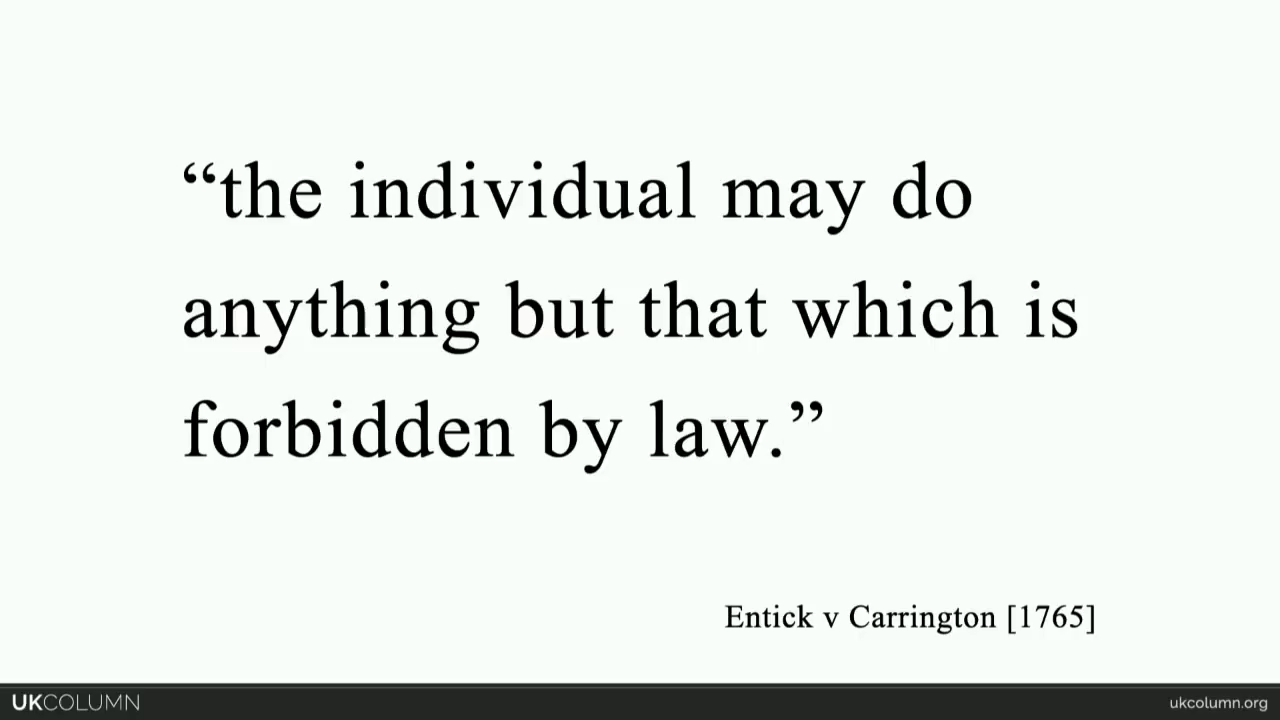 “the individual may do
anything but that which is
forbidden by law.”
Entick v Carrington [1765]
UKCOLUMN
ukcolumn.org